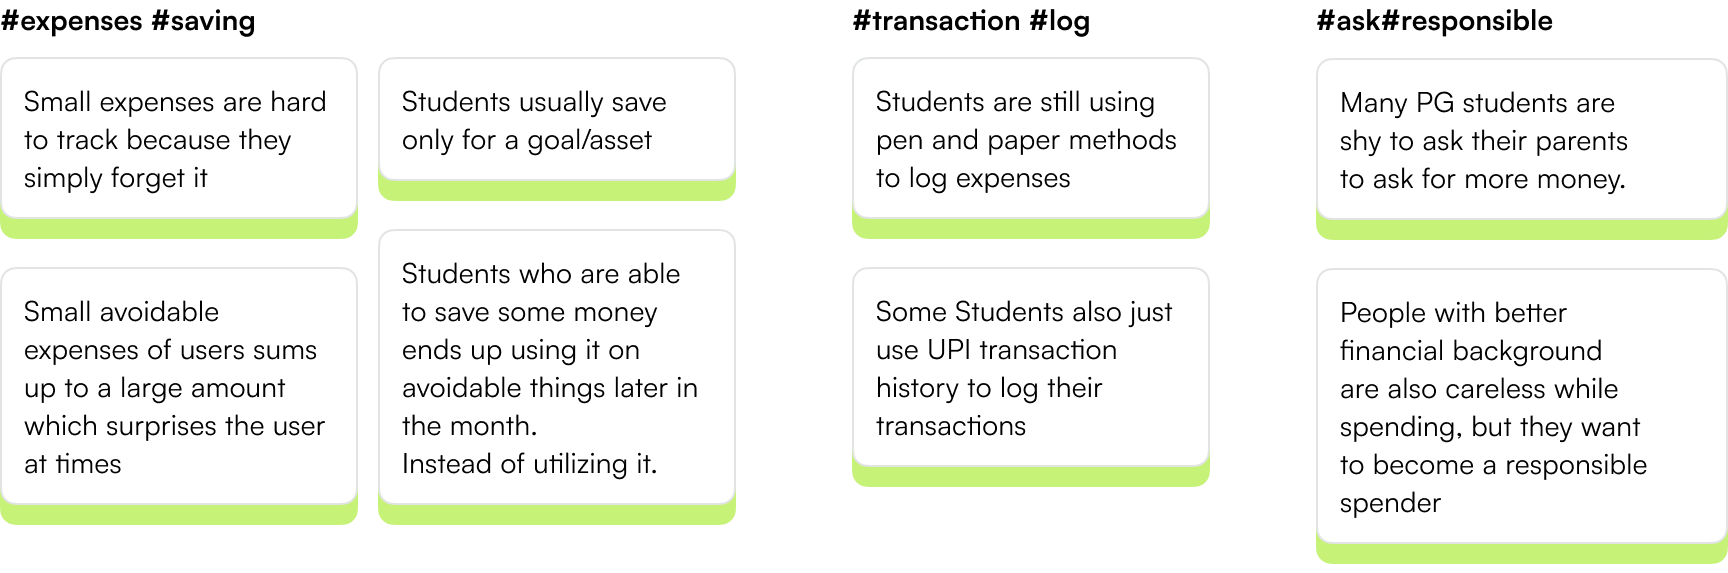 #expenses #saving
Small expenses are hard
to track because they
simply forget it
Small avoidable
expenses of users sums
up to a large amount
which surprises the user
at times
Students usually save
only for a goal/asset
Students who are able
to save some money
ends up using it on
avoidable things later in
the month.
Instead of utilizing it.
#transaction #log
Students are still using
pen and paper methods
to log expenses
Some Students also just
use UPI transaction
history to log their
transactions
#ask#responsible
Many PG students are
shy to ask their parents
to ask for more money.
People with better
financial background
are also careless while
spending, but they want
to become a responsible
spender